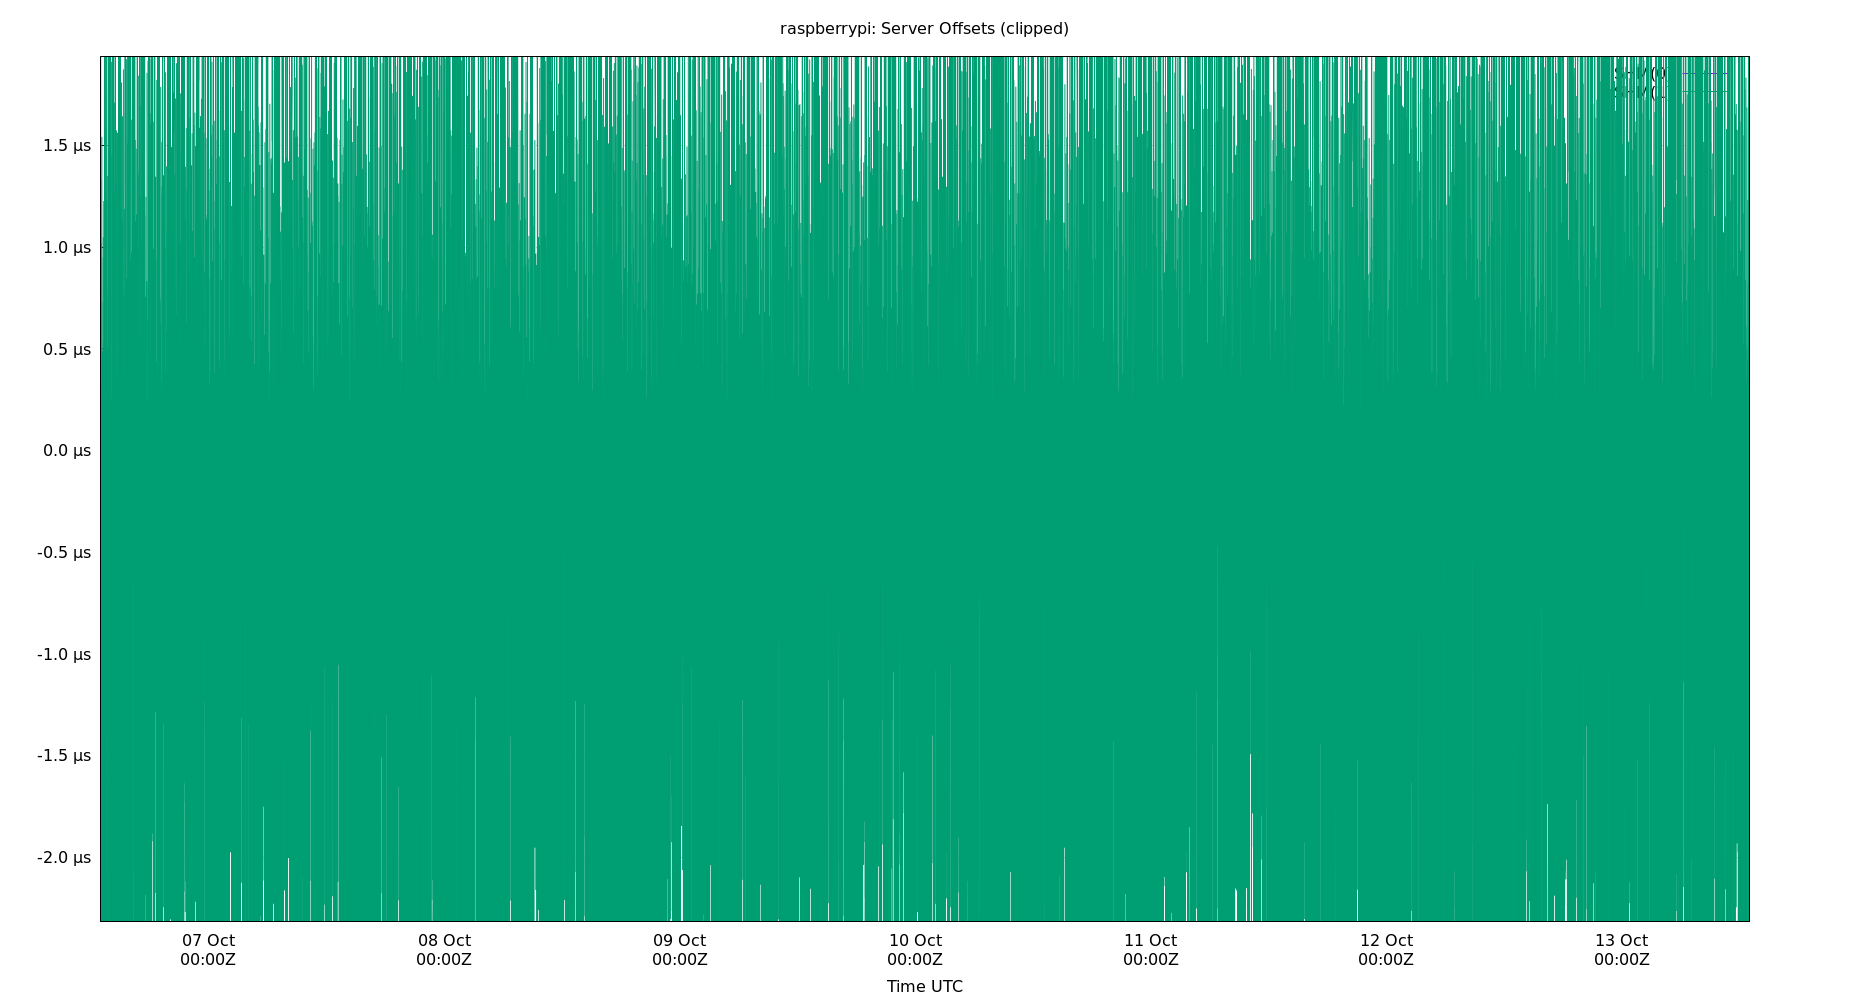 raspberrypi: Server Offsets (clipped)
1.5 µs
1.0 µs
0.5 µs
0.0 µs
-0.5 µs
-1.0 µs
-1.5 µs
-2.0 µs
07 Oct 08 Oct 09 Oct 10 Oct 11 Oct 12 Oct 13 Oct
00:00Z 00:00Z 00:00Z 00:00Z 00:00Z 00:00Z 00:00Z
Time UTC